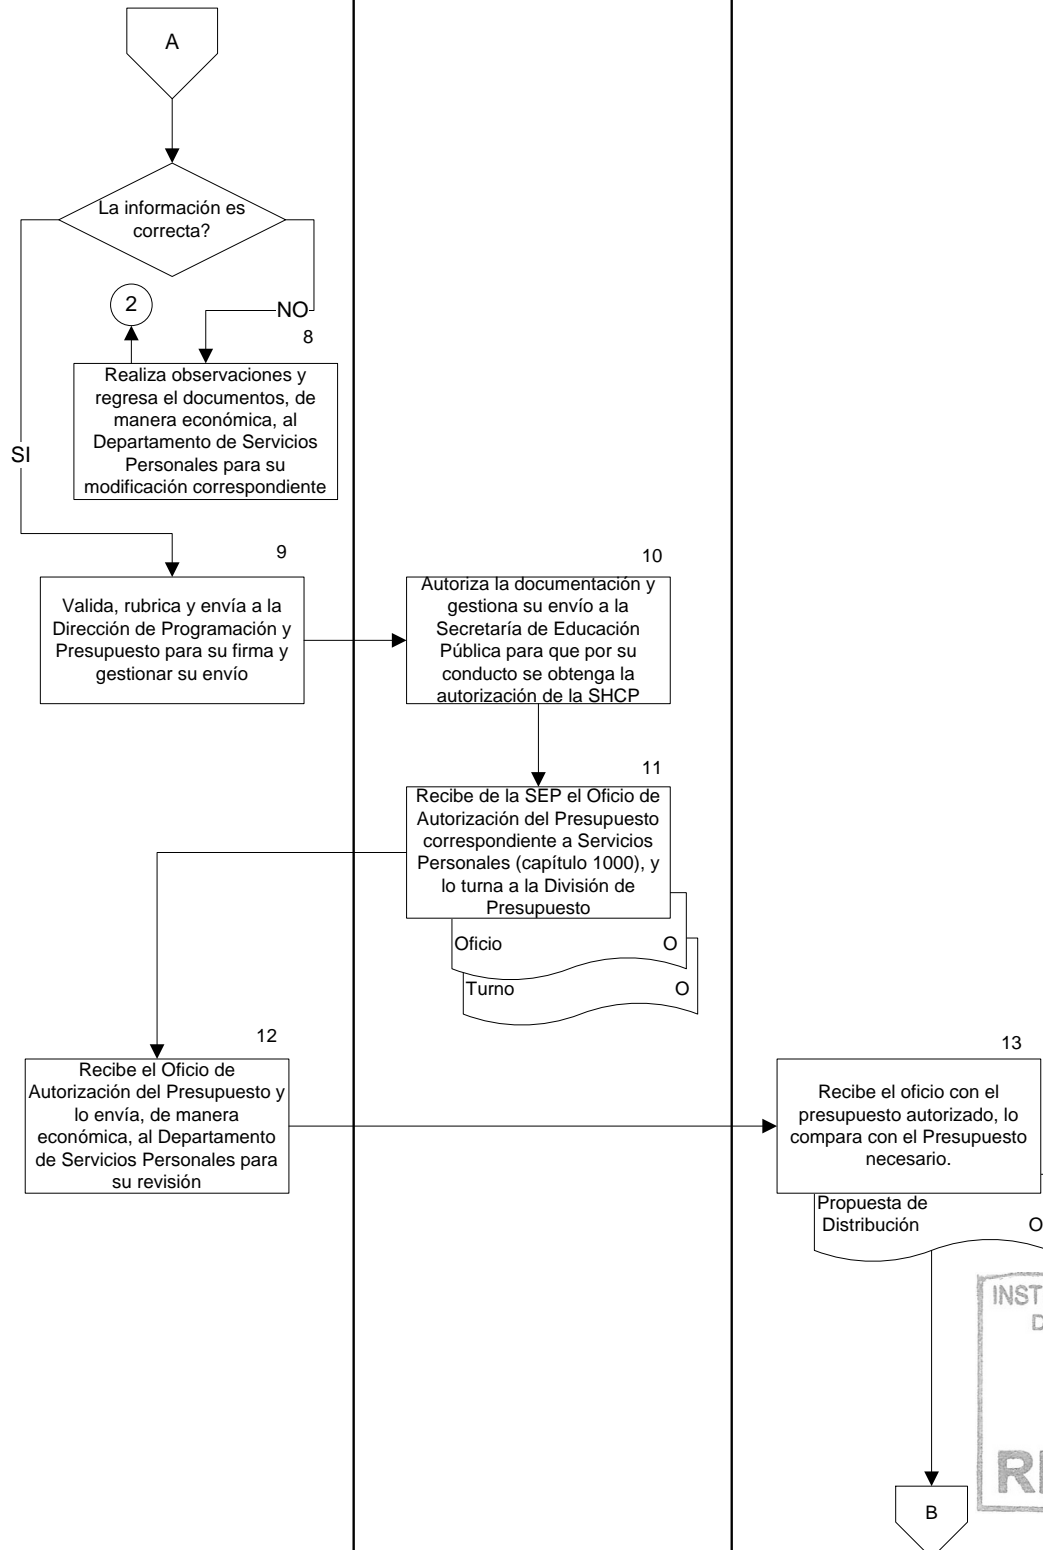 A
La información es
correcta?
2
NO
8
Realiza observaciones y
regresa el documentos, de
manera económica, al
Departamento de Servicios
Personales para su
modificación correspondiente
SI
9
Valida, rubrica y envía a la
Dirección de Programación y
Presupuesto para su firma y
gestionar su envío
10
Autoriza la documentación y
gestiona su envío a la
Secretaría de Educación
Pública para que por su
conducto se obtenga la
autorización de la SHCP
11
Recibe de la SEP el Oficio de
Autorización del Presupuesto
correspondiente a Servicios
Personales (capítulo 1000), y
lo turna a la División de
Presupuesto
Oficio O
Turno O
12
Recibe el Oficio de
Autorización del Presupuesto y
lo envía, de manera
económica, al Departamento
de Servicios Personales para
su revisión
13
Recibe el oficio con el
presupuesto autorizado, lo
compara con el Presupuesto
necesario.
Propuesta de
Distribución O
INST
B